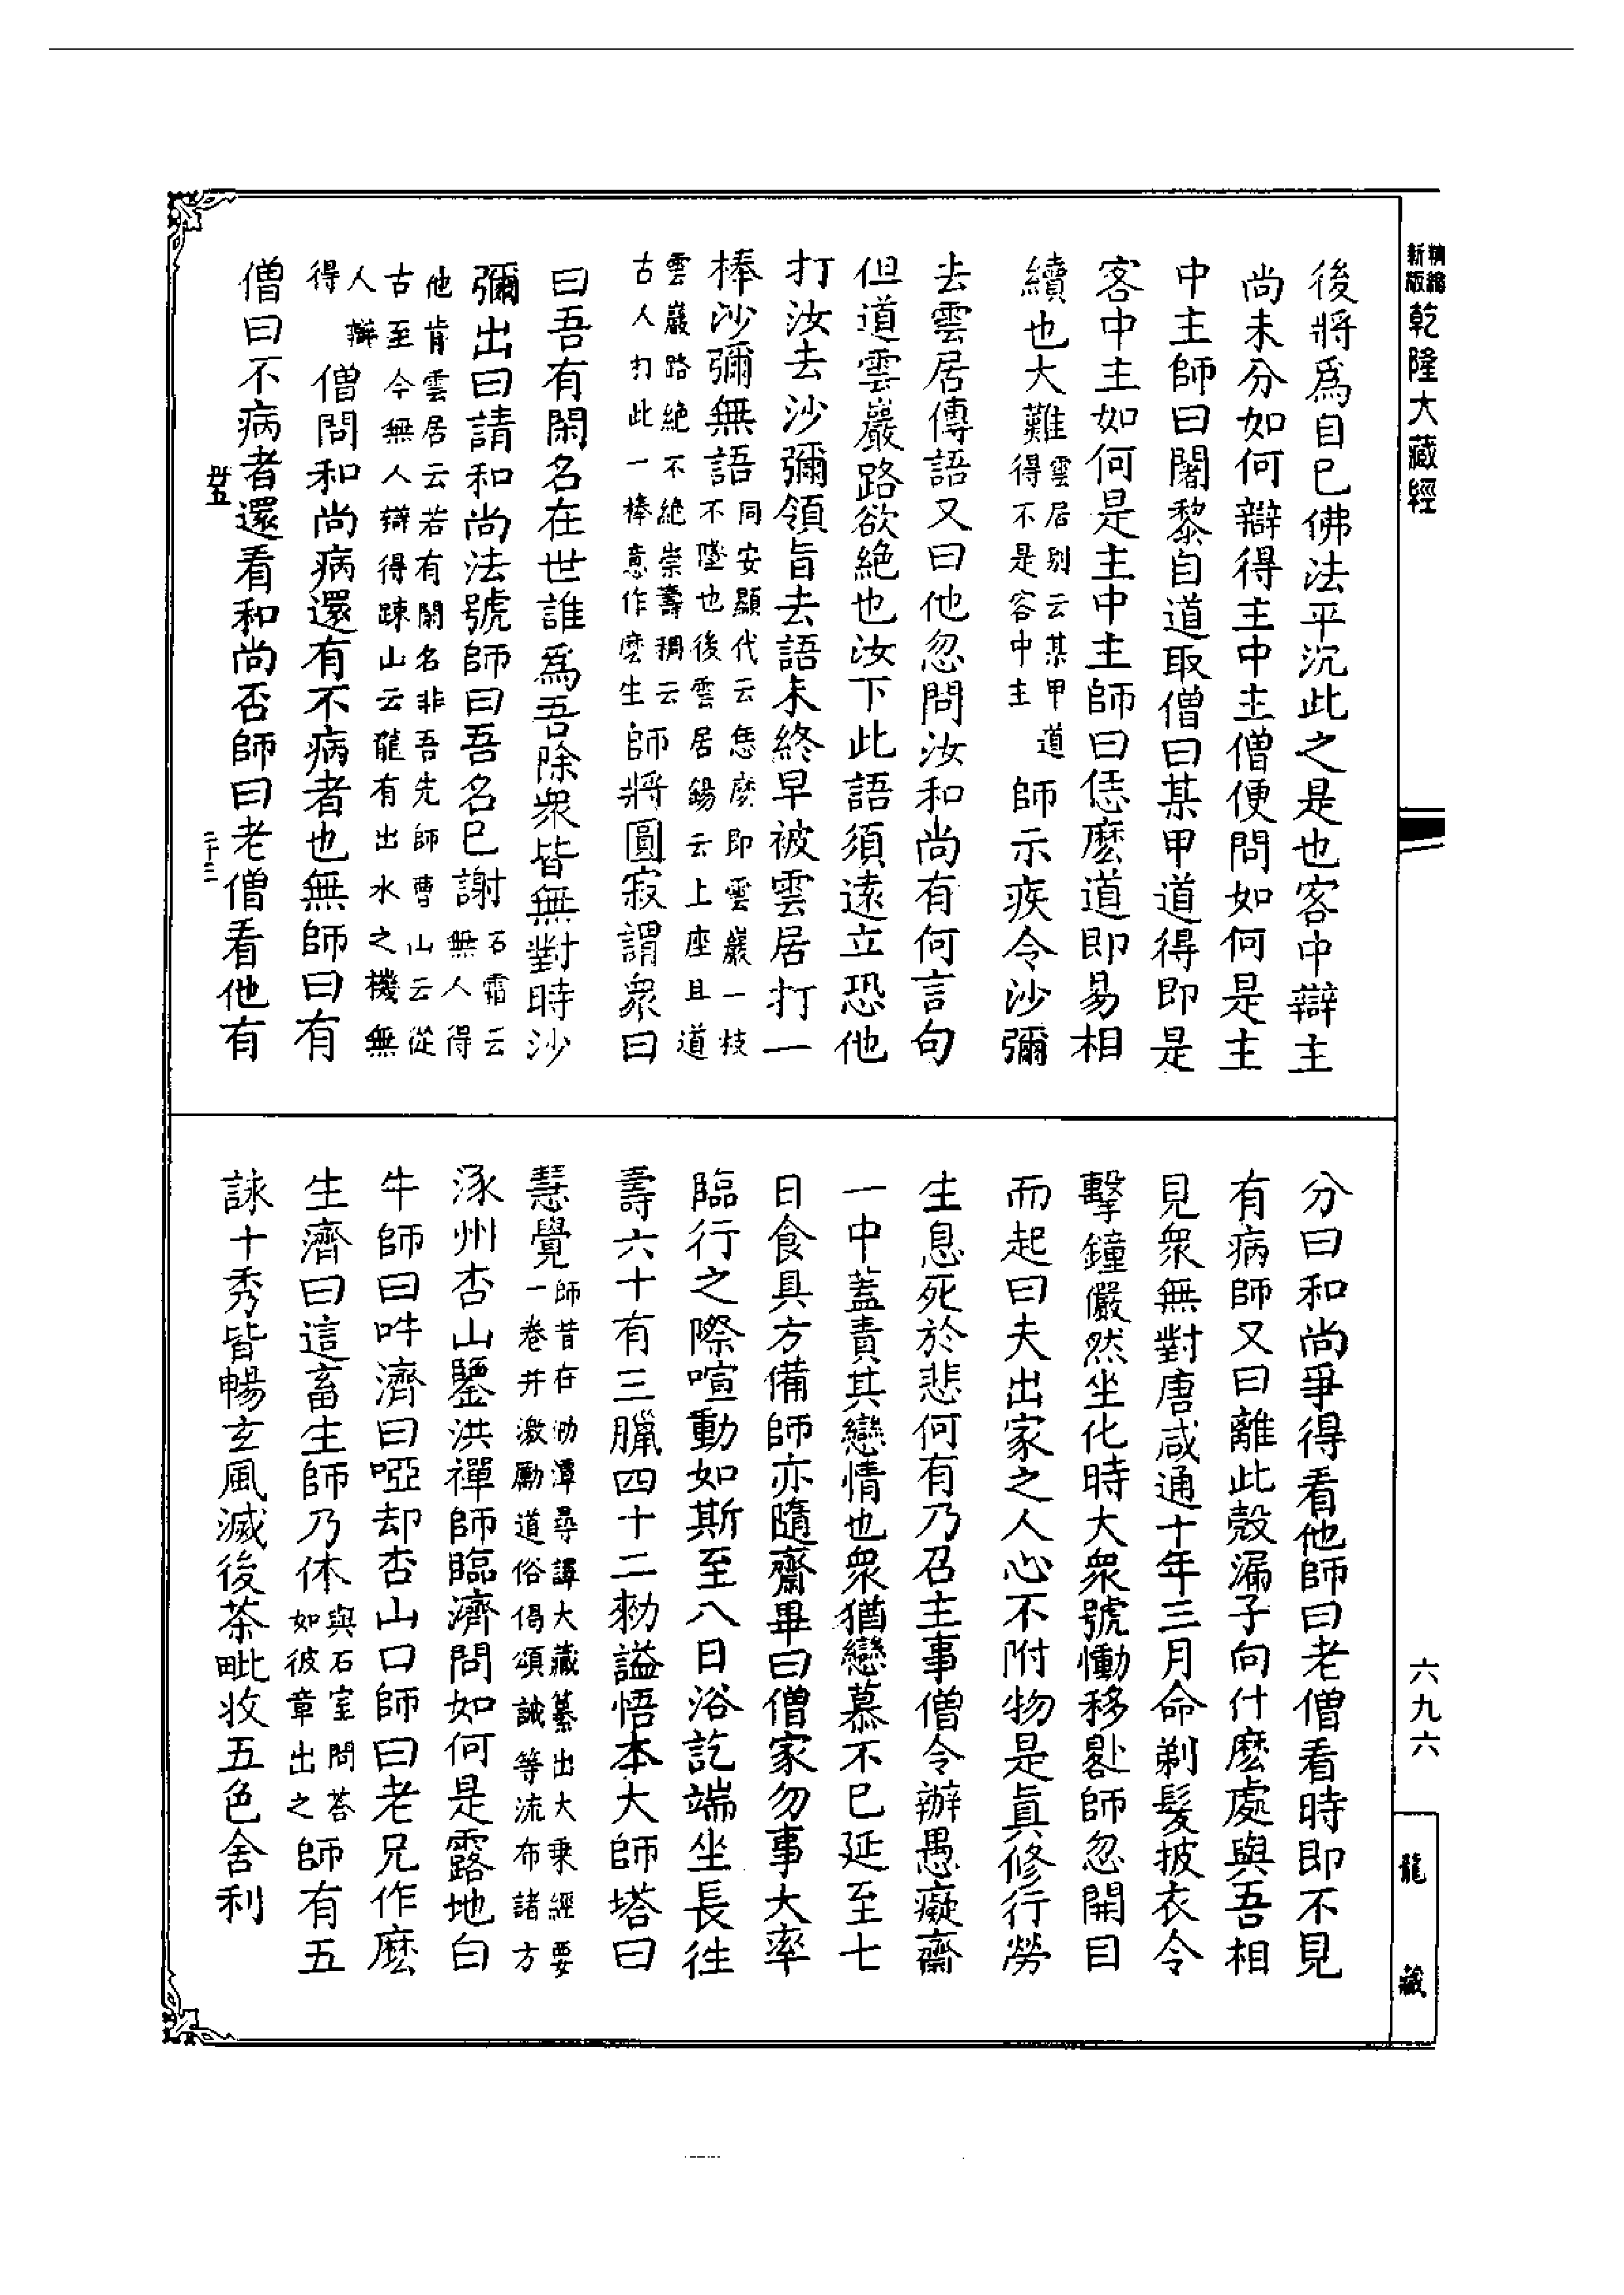 精編
新版
乾隆大藏經
後將爲自己佛法平沉此之是也客中辯主
尚未分如何辯得主中主僧便問如何是主
中主師曰闍黎自道取僧曰某甲道得即是
客中主如何是主中主師曰恁麽道即易相
續也大難雲居別云某甲道得不是客中主師示疾令沙彌
去雲居傳語又曰他忽問汝和尚有何言句
但道雲巖路欲絶也汝下此語須遠立恐他
打汝去沙彌領旨去語未終早被雲居打一
棒沙彌無語同安顯代云恁麽即雲巖一枝不墜也後雲居錫云上座且道
雲巖路絶不絶崇壽稠云古人打此一棒意作麽生師將圓寂謂衆曰
曰吾有閑名在世誰爲吾除衆皆無對時沙
彌出曰請和尚法號師曰吾名已謝石霜云無人得
他肯雲居云若有閑名非吾先師曹山云從古至今無人辯得踈山云龍有出水之機無
人辯得僧問和尚病還有不病者也無師曰有
僧曰不病者還看和尚否師曰老僧看他有
廿五
二十三
分曰和尚爭得看他師曰老僧看時即不見
有病師又曰離此殼漏子向什麽處與吾相
見衆無對唐咸通十年三月命剃髮披衣令
擊鐘儼然坐化時大衆號慟移晷師忽開目
而起曰夫出家之人心不附物是眞修行勞
生息死於悲何有乃召主事僧令辦愚癡齋
一中蓋責其戀情也衆猶戀慕不已延至七
日食具方備師亦隨齋畢曰僧家勿事大率
臨行之際喧動如斯至八日浴訖端坐長徃
壽六十有三臘四十二勑謚悟本大師塔曰
慧覺師昔在泐潭尋譯大藏纂出大乘經要一卷并激勵道俗偈頌誡等流布諸方
涿州杏山鑒洪禪師臨濟問如何是露地白
牛師曰吽濟曰啞却杏山口師曰老兄作麽
生濟曰這畜生師乃休與石室問荅如彼章出之師有五
詠十秀皆暢玄風滅後茶毗收五色舍利
六九六
龍藏